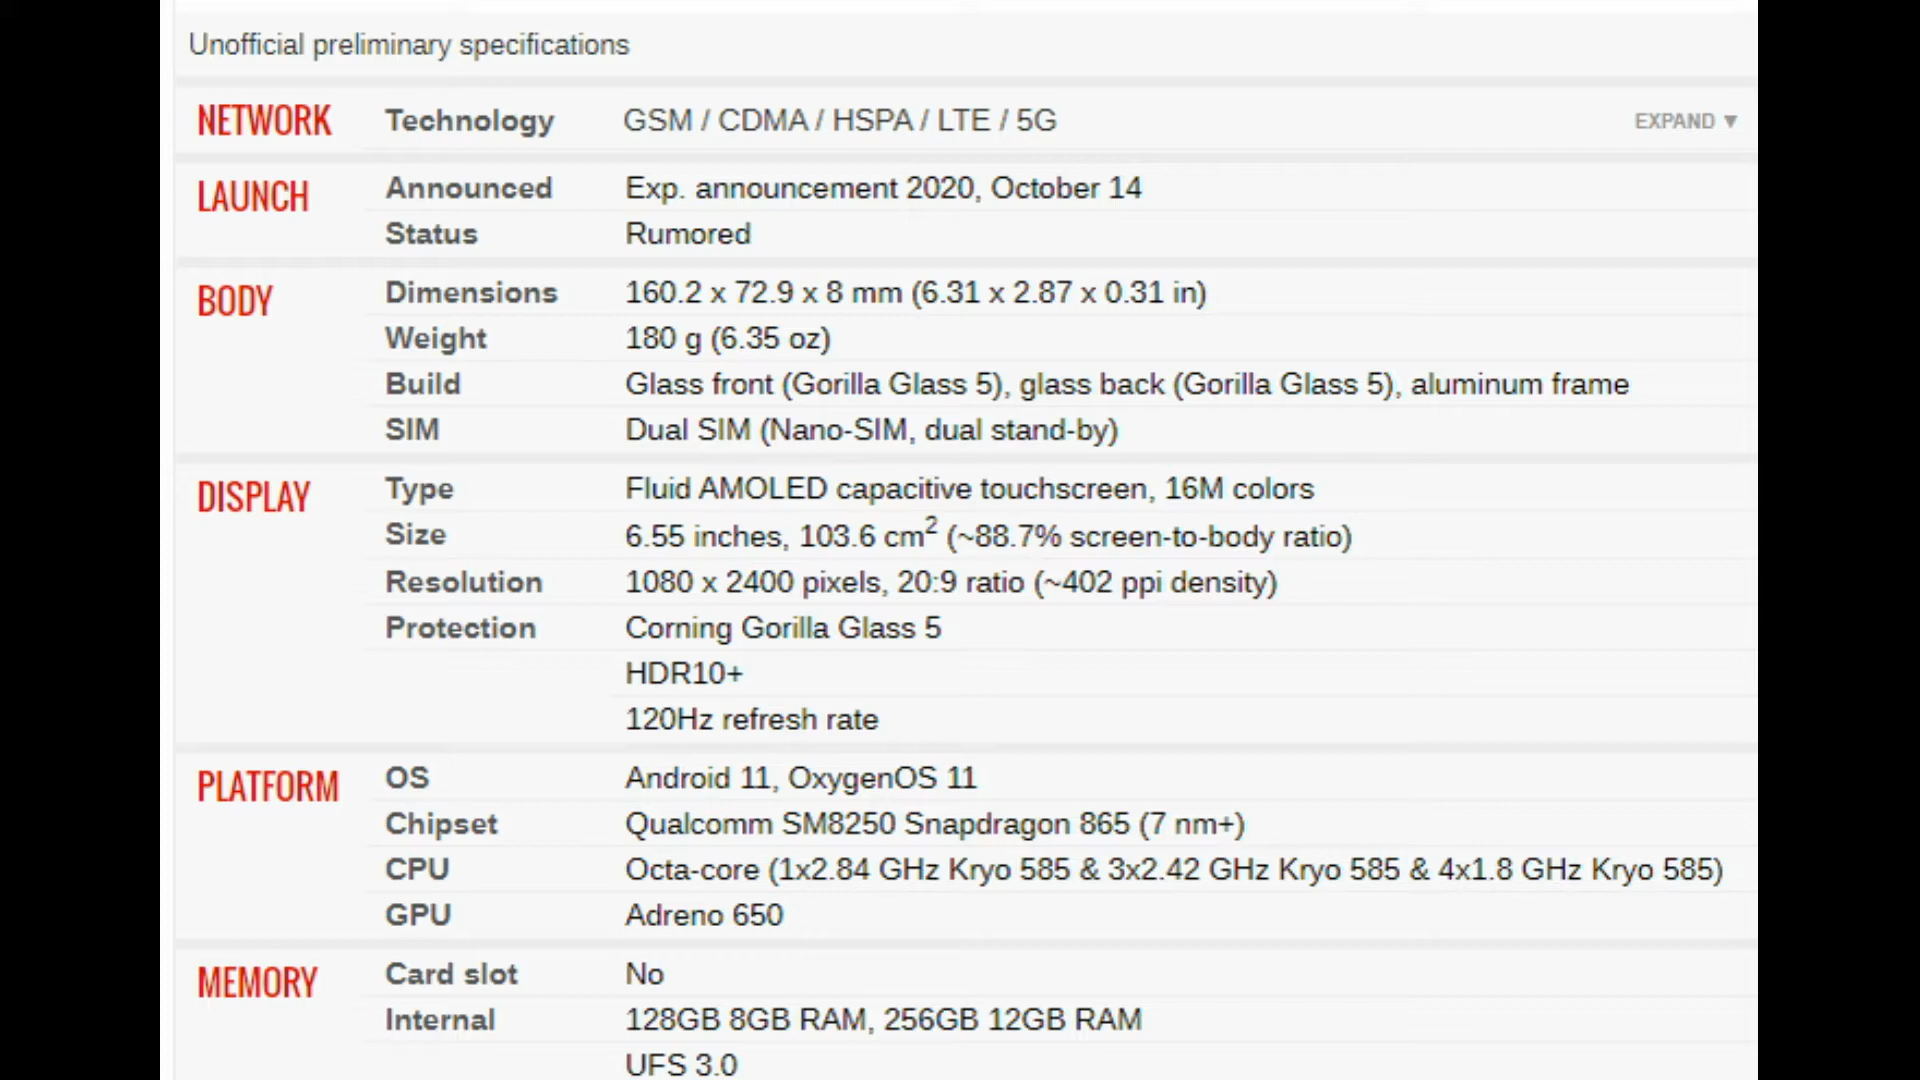 Unofficial preliminary specifications
NETWORK Technology GSM / CDMA / HSPA / LTE / 5G EXPAND ▼
LAUNCH Announced Exp. announcement 2020, October 14
Status Rumored
BODY Dimensions 160.2 x 72.9 x 8 mm (6.31 x 2.87 x 0.31 in)
Weight 180 g (6.35 oz)
Build Glass front (Gorilla Glass 5), glass back (Gorilla Glass 5), aluminum frame
SIM Dual SIM (Nano-SIM, dual stand-by)
DISPLAY Type Fluid AMOLED capacitive touchscreen, 16M colors
Size 6.55 inches, 103.6 cm² (~88.7% screen-to-body ratio)
Resolution 1080 x 2400 pixels, 20:9 ratio (~402 ppi density)
Protection Corning Gorilla Glass 5
HDR10+
120Hz refresh rate
PLATFORM OS Android 11, OxygenOS 11
Chipset Qualcomm SM8250 Snapdragon 865 (7 nm+)
CPU Octa-core (1x2.84 GHz Kryo 585 & 3x2.42 GHz Kryo 585 & 4x1.8 GHz Kryo 585)
GPU Adreno 650
MEMORY Card slot No
Internal 128GB 8GB RAM, 256GB 12GB RAM
UFS 3.0